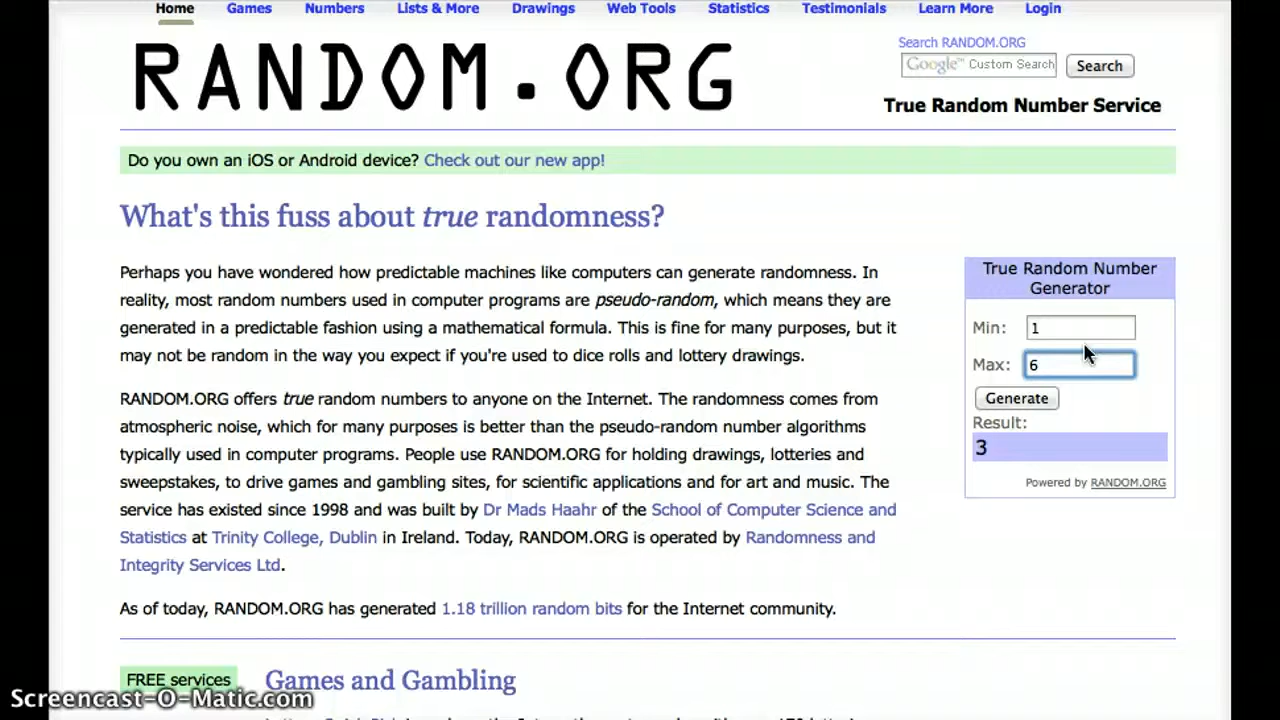 Home Games Numbers Lists & More Drawings Web Tools Statistics Testimonials Learn More Login
RANDOM.ORG
Search RANDOM.ORG
Google™ Custom Search Search
True Random Number Service
Do you own an iOS or Android device? Check out our new app!
What's this fuss about true randomness?
Perhaps you have wondered how predictable machines like computers can generate randomness. In
reality, most random numbers used in computer programs are pseudo-random, which means they are
generated in a predictable fashion using a mathematical formula. This is fine for many purposes, but it
may not be random in the way you expect if you're used to dice rolls and lottery drawings.
RANDOM.ORG offers true random numbers to anyone on the Internet. The randomness comes from
atmospheric noise, which for many purposes is better than the pseudo-random number algorithms
typically used in computer programs. People use RANDOM.ORG for holding drawings, lotteries and
sweepstakes, to drive games and gambling sites, for scientific applications and for art and music. The
service has existed since 1998 and was built by Dr Mads Haahr of the School of Computer Science and
Statistics at Trinity College, Dublin in Ireland. Today, RANDOM.ORG is operated by Randomness and
Integrity Services Ltd.
As of today, RANDOM.ORG has generated 1.18 trillion random bits for the Internet community.
True Random Number
Generator
Min: 1
Max: 6
Generate
Result:
3
Powered by RANDOM.ORG
FREE services
Games and Gambling
Screencast-O-Matic.com